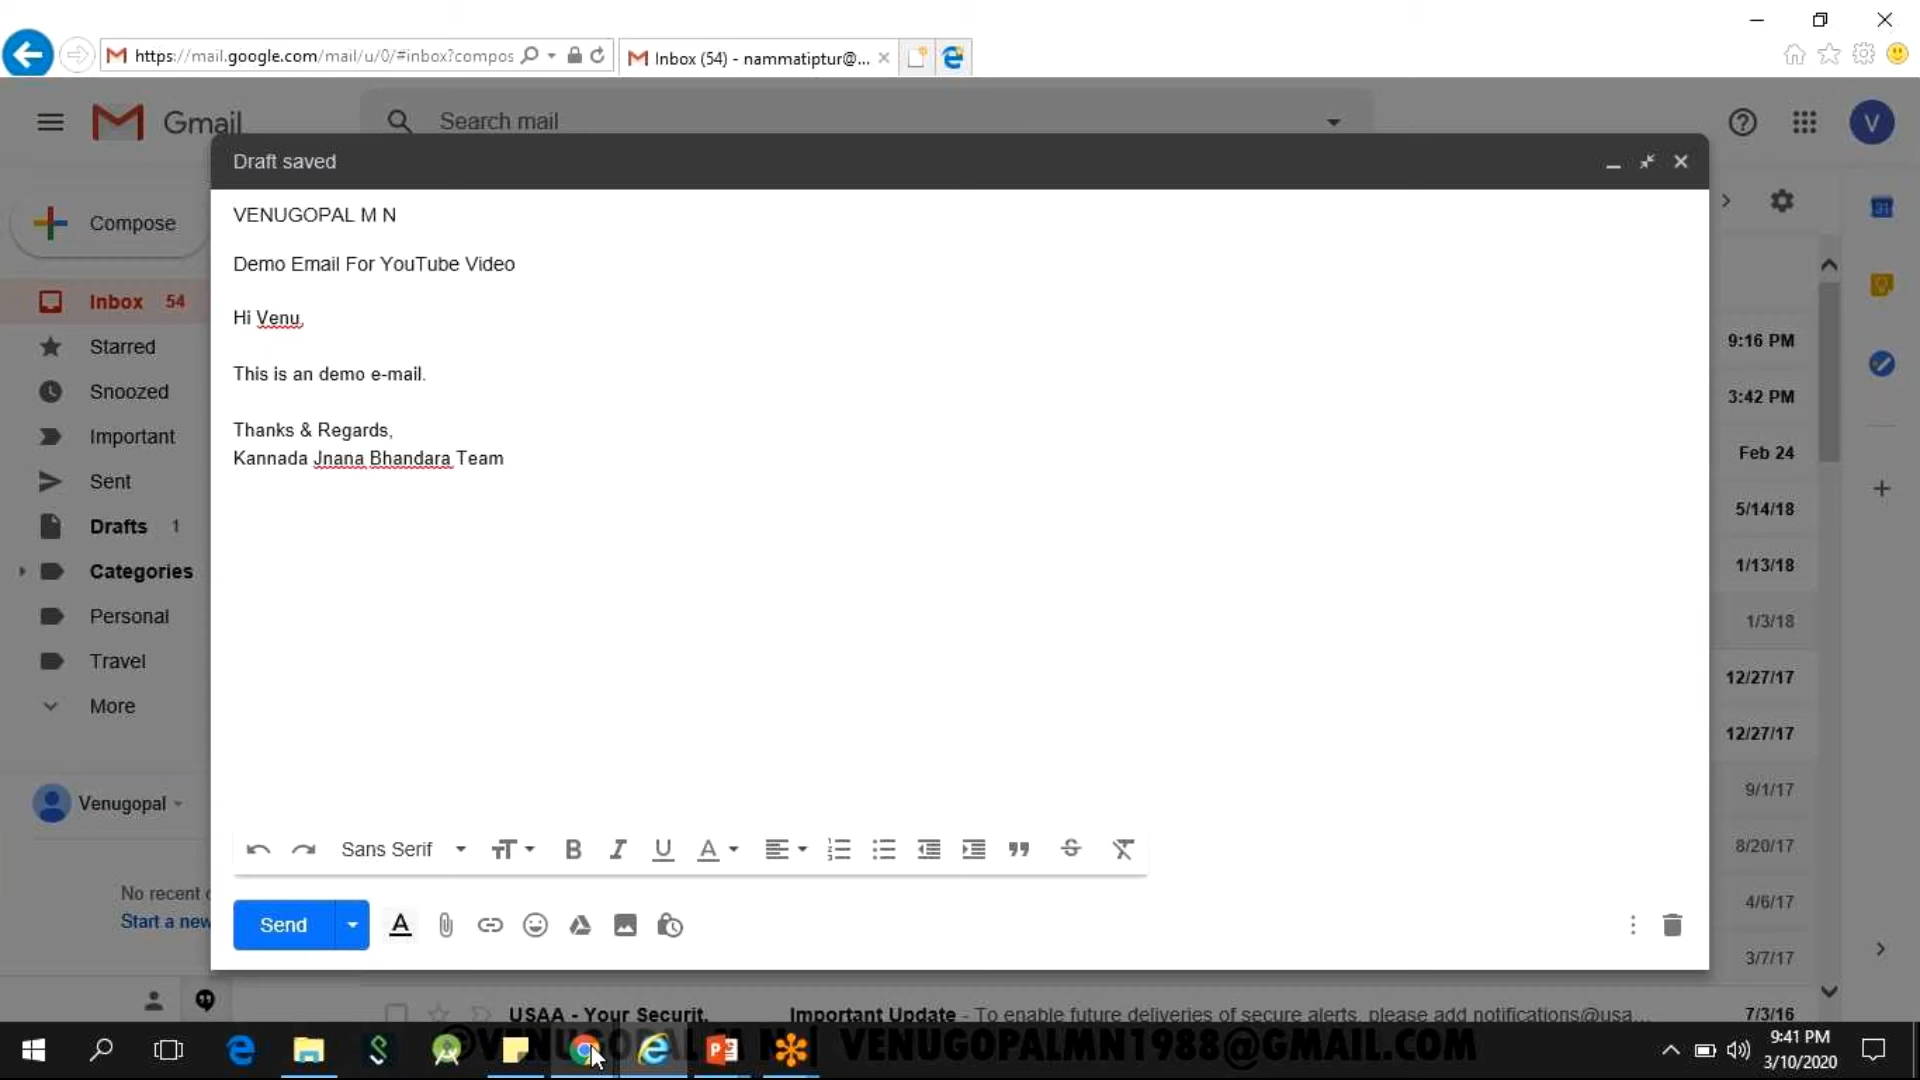 https://mail.google.com/mail/u/0/#inbox?compos
Inbox (54) - nammatiptur@...
Gmail
Search mail
V
Draft saved
Compose
VENUGOPAL M N
Demo Email For YouTube Video
Inbox 54
Hi Venu,
Starred
9:16 PM
This is an demo e-mail.
Snoozed
3:42 PM
Important
Thanks & Regards,
Feb 24
Kannada Jnana Bhandara Team
Sent
5/14/18
Drafts 1
Categories
1/13/18
Personal
1/3/18
Travel
12/27/17
More
12/27/17
Venugopal
9/1/17
Sans Serif
8/20/17
No recent
Start a new
4/6/17
Send
3/7/17
USAA - Your Securit.
Important Update - To enable future deliveries of secure alerts, please add notifications@usa...
7/3/16
©VENUGOPAL M N | VENUGOPALMN1988@GMAIL.COM
9:41 PM
3/10/2020